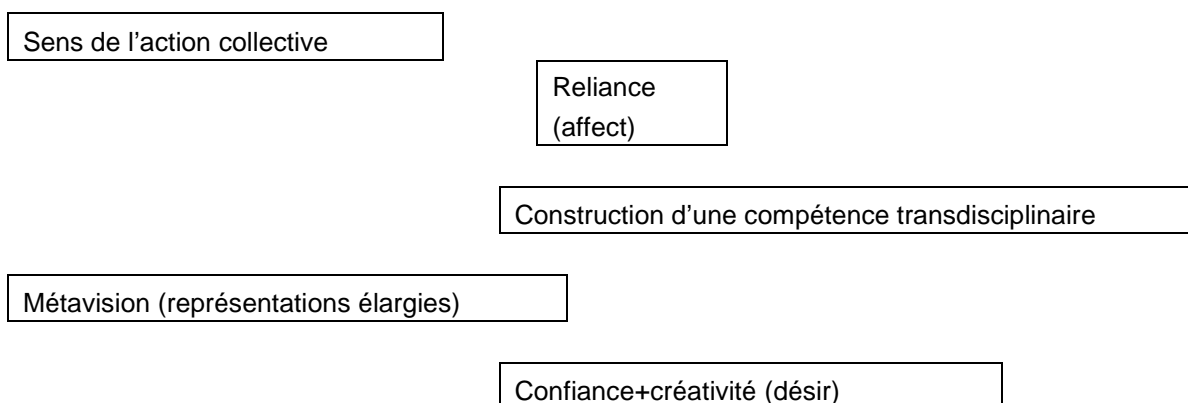 Sens de l’action collective
Reliance
(affect)
Construction d’une compétence transdisciplinaire
Métavision (représentations élargies)
Confiance+créativité (désir)